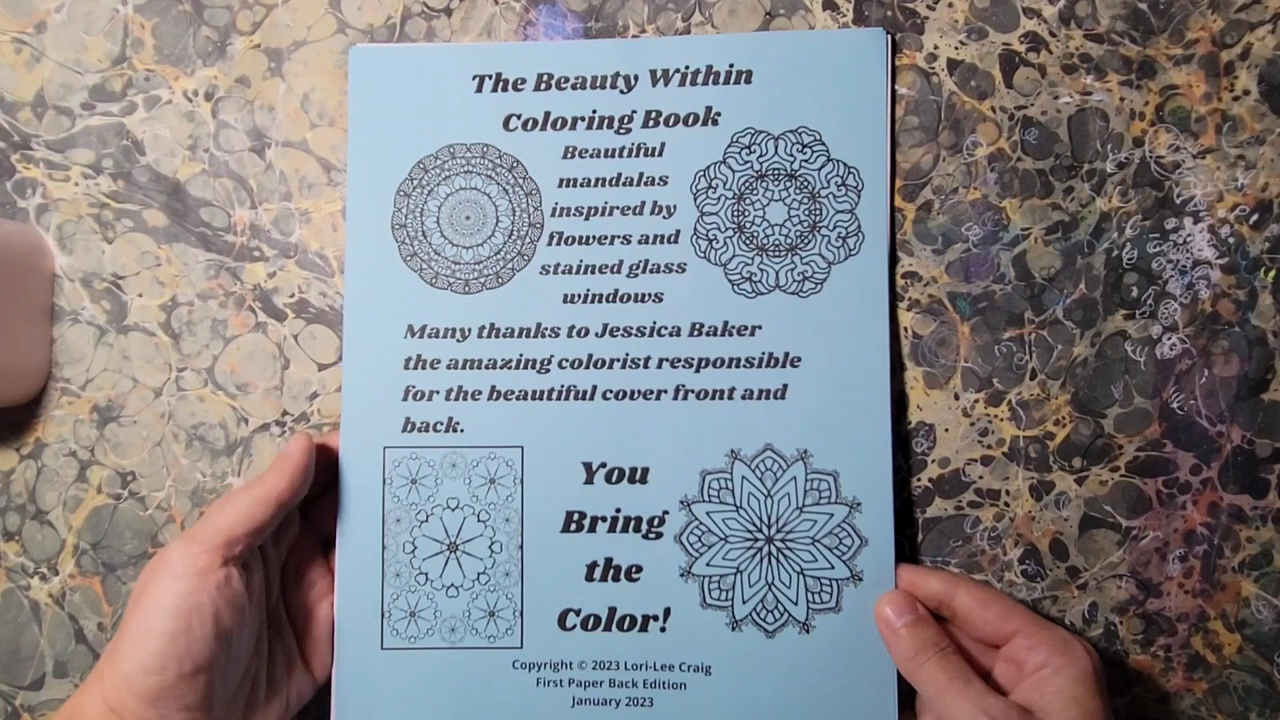 The Beauty Within
Coloring Book
Beautiful
mandalas
inspired by
flowers and
stained glass
windows
Many thanks to Jessica Baker
the amazing colorist responsible
for the beautiful cover front and
back.
You
Bring
the
Color!
Copyright © 2023 Lori-Lee Craig
First Paper Back Edition
January 2023